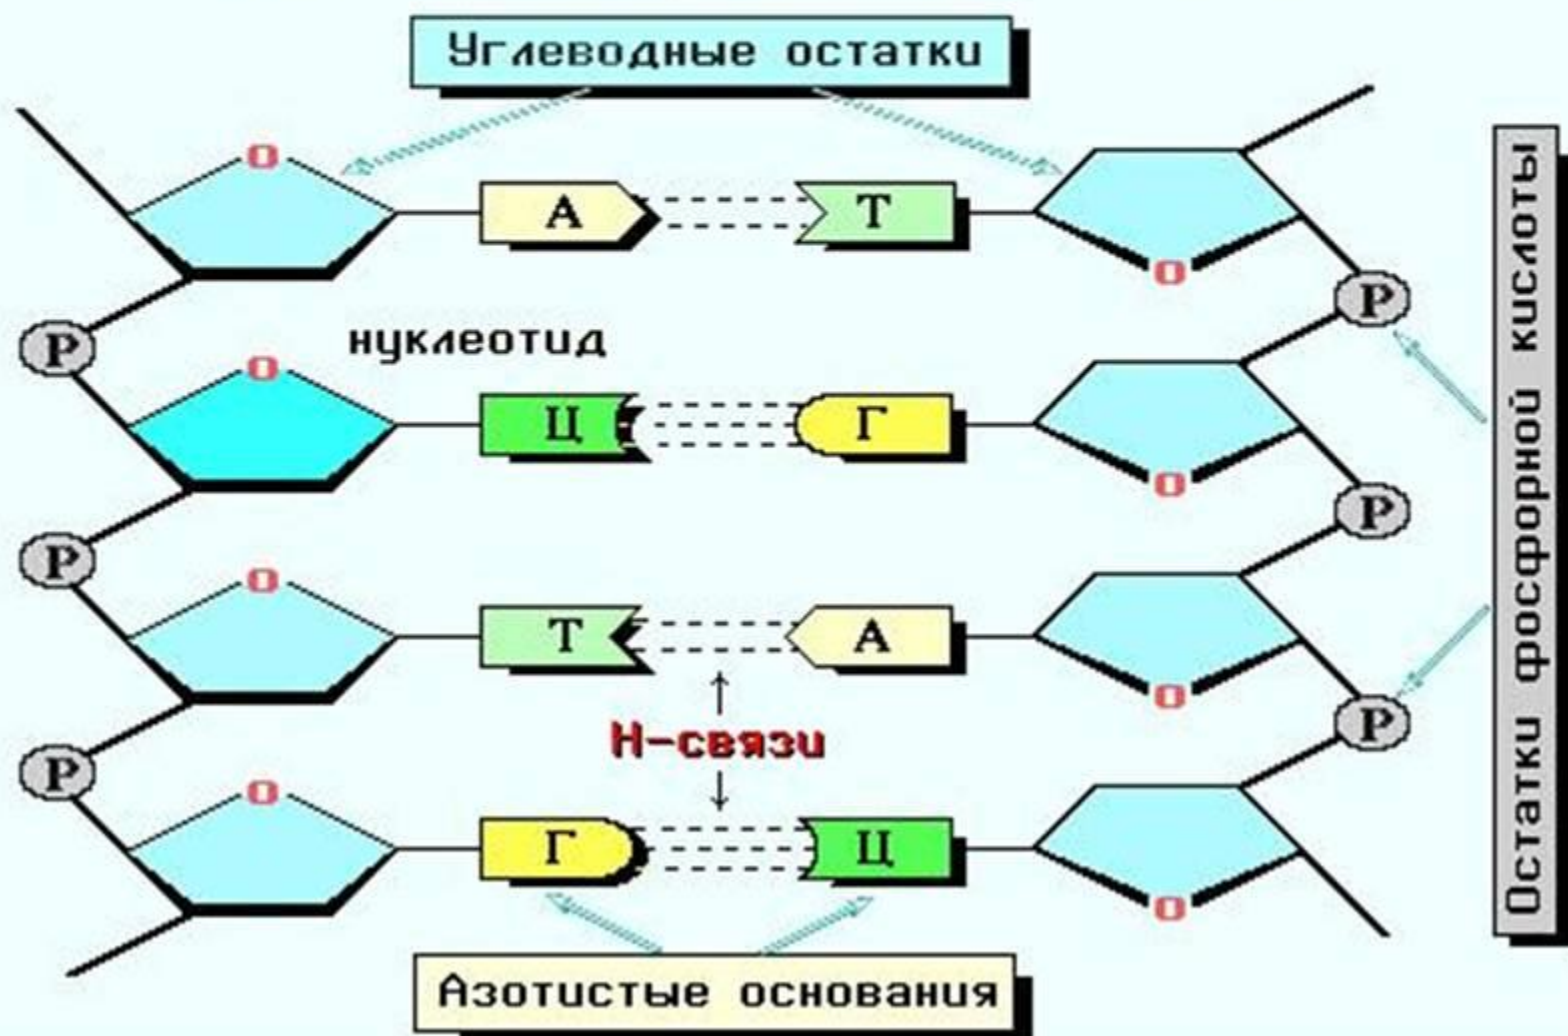 Углеводные остатки
O
A T
O
P
P
нуклеотид
O
Ц Г
O
P
P
O
Т А
O
Н-связи
P
P
O
Г Ц
O
Азотистые основания
Остатки фосфорной кислоты